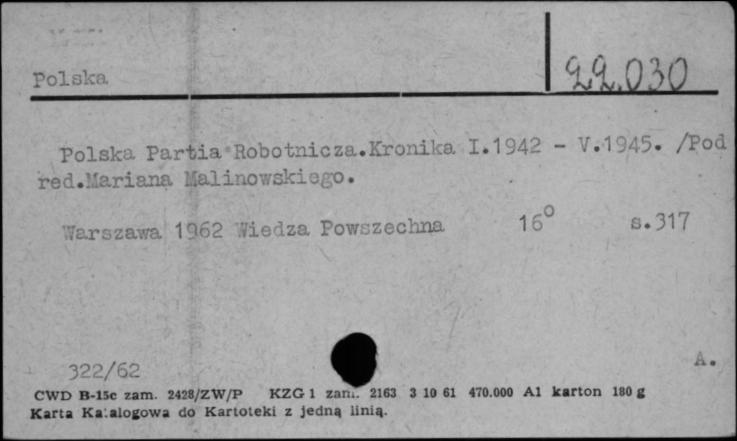 Polska
22.030
Polska Partia Robotnicza.Kronika I.1942 - V.1945. /Pod
red.Mariana Malinowskiego.
Warszawa 1962 Wiedza Powszechna 16° s.317
322/62
A.
CWD B-15c zam. 2428/ZW/P KZG 1 zam. 2163 3 10 61 470.000 A1 karton 180 g
Karta Katalogowa do Kartoteki z jedną linią.